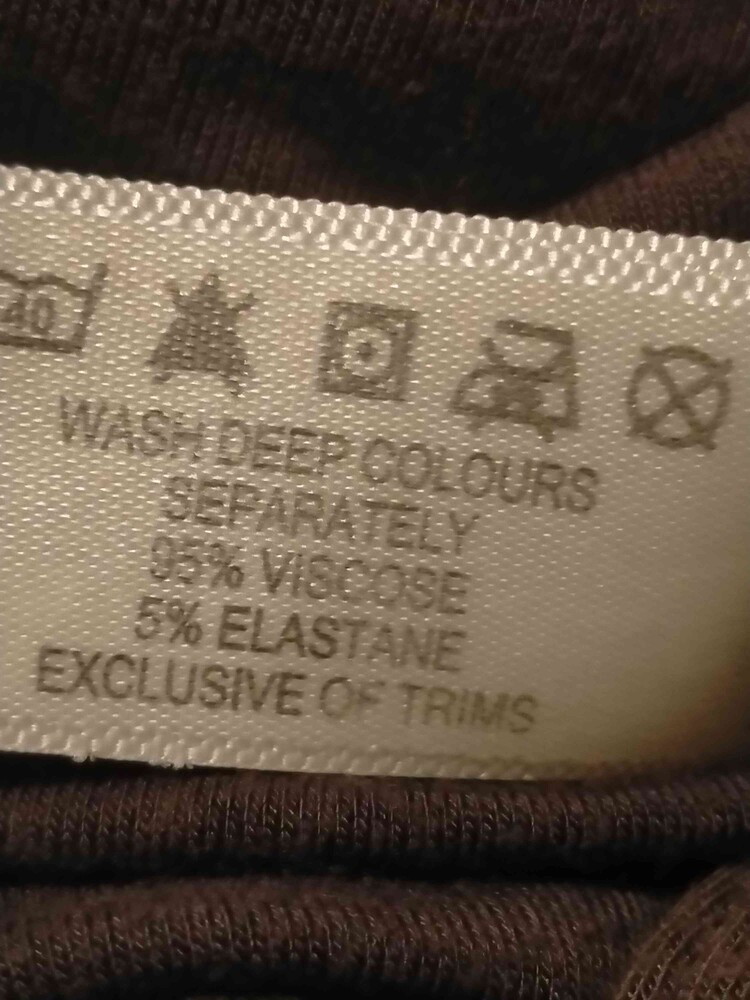 40
WASH DEEP COLOURS
SEPARATELY
95% VISCOSE
5% ELASTANE
EXCLUSIVE OF TRIMS